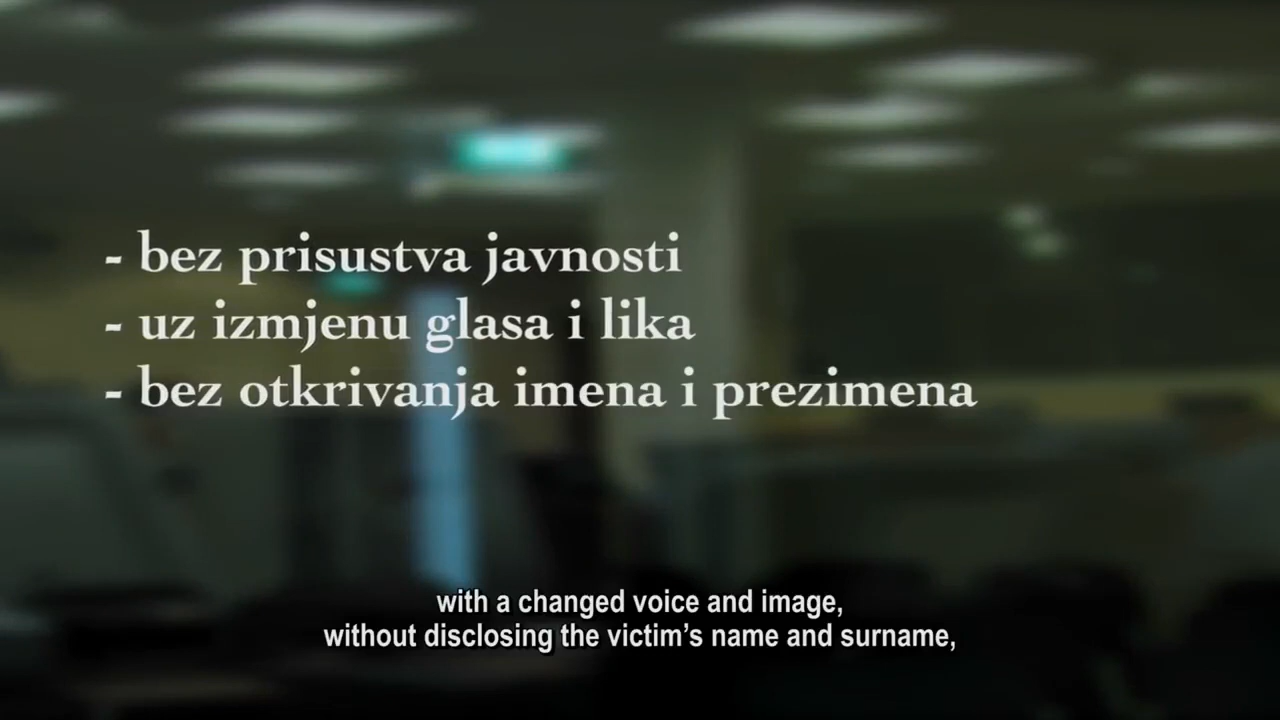 - bez prisustva javnosti
- uz izmjenu glasa i lika
- bez otkrivanja imena i prezimena
with a changed voice and image,
without disclosing the victim’s name and surname,